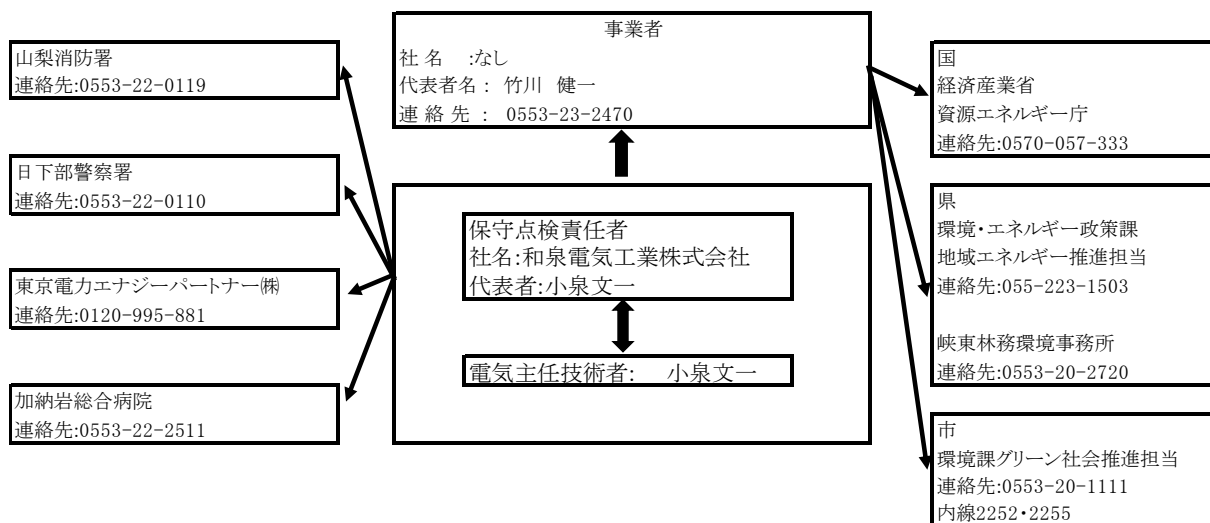 事業者
社 名 :なし
代表者名 : 竹川 健一
連 絡 先 : 0553-23-2470
山梨消防署
連絡先:0553-22-0119
日下部警察署
連絡先:0553-22-0110
東京電力エナジーパートナー㈱
連絡先:0120-995-881
加納岩総合病院
連絡先:0553-22-2511
保守点検責任者
社名:和泉電気工業株式会社
代表者:小泉文一
電気主任技術者: 小泉文一
国
経済産業省
資源エネルギー庁
連絡先:0570-057-333
県
環境・エネルギー政策課
地域エネルギー推進担当
連絡先:055-223-1503
峡東林務環境事務所
連絡先:0553-20-2720
市
環境課グリーン社会推進担当
連絡先:0553-20-1111
内線2252・2255